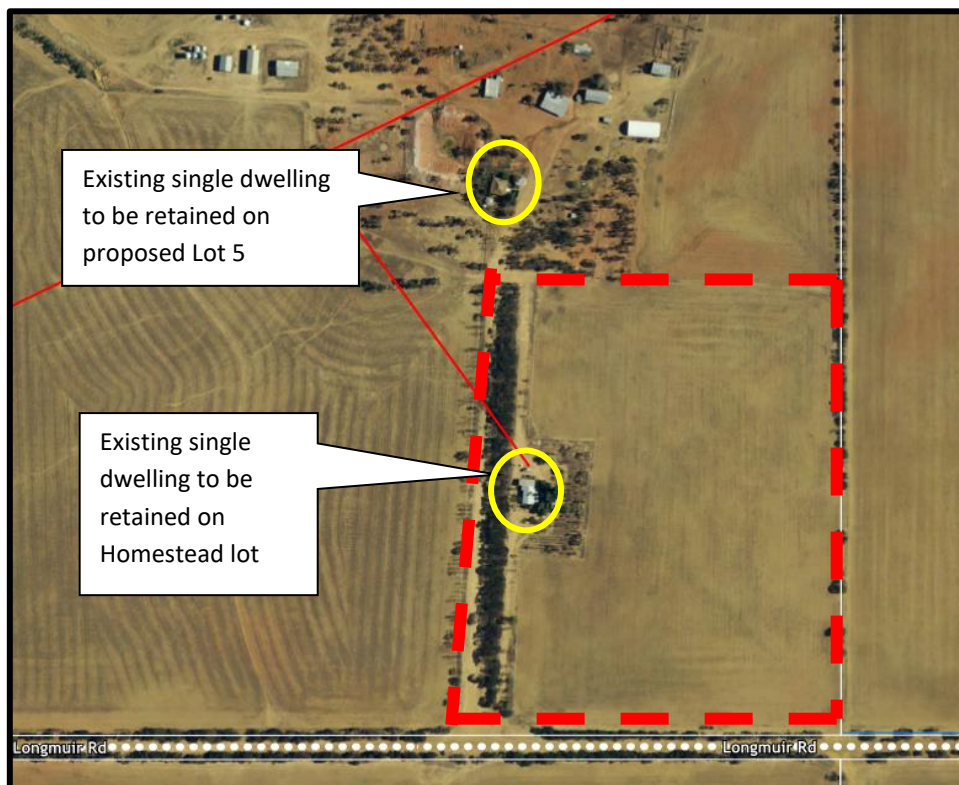 Existing single dwelling
to be retained on
proposed Lot 5
Existing single
dwelling to be
retained on
Homestead lot
Longmuir Rd
Longmuir Rd